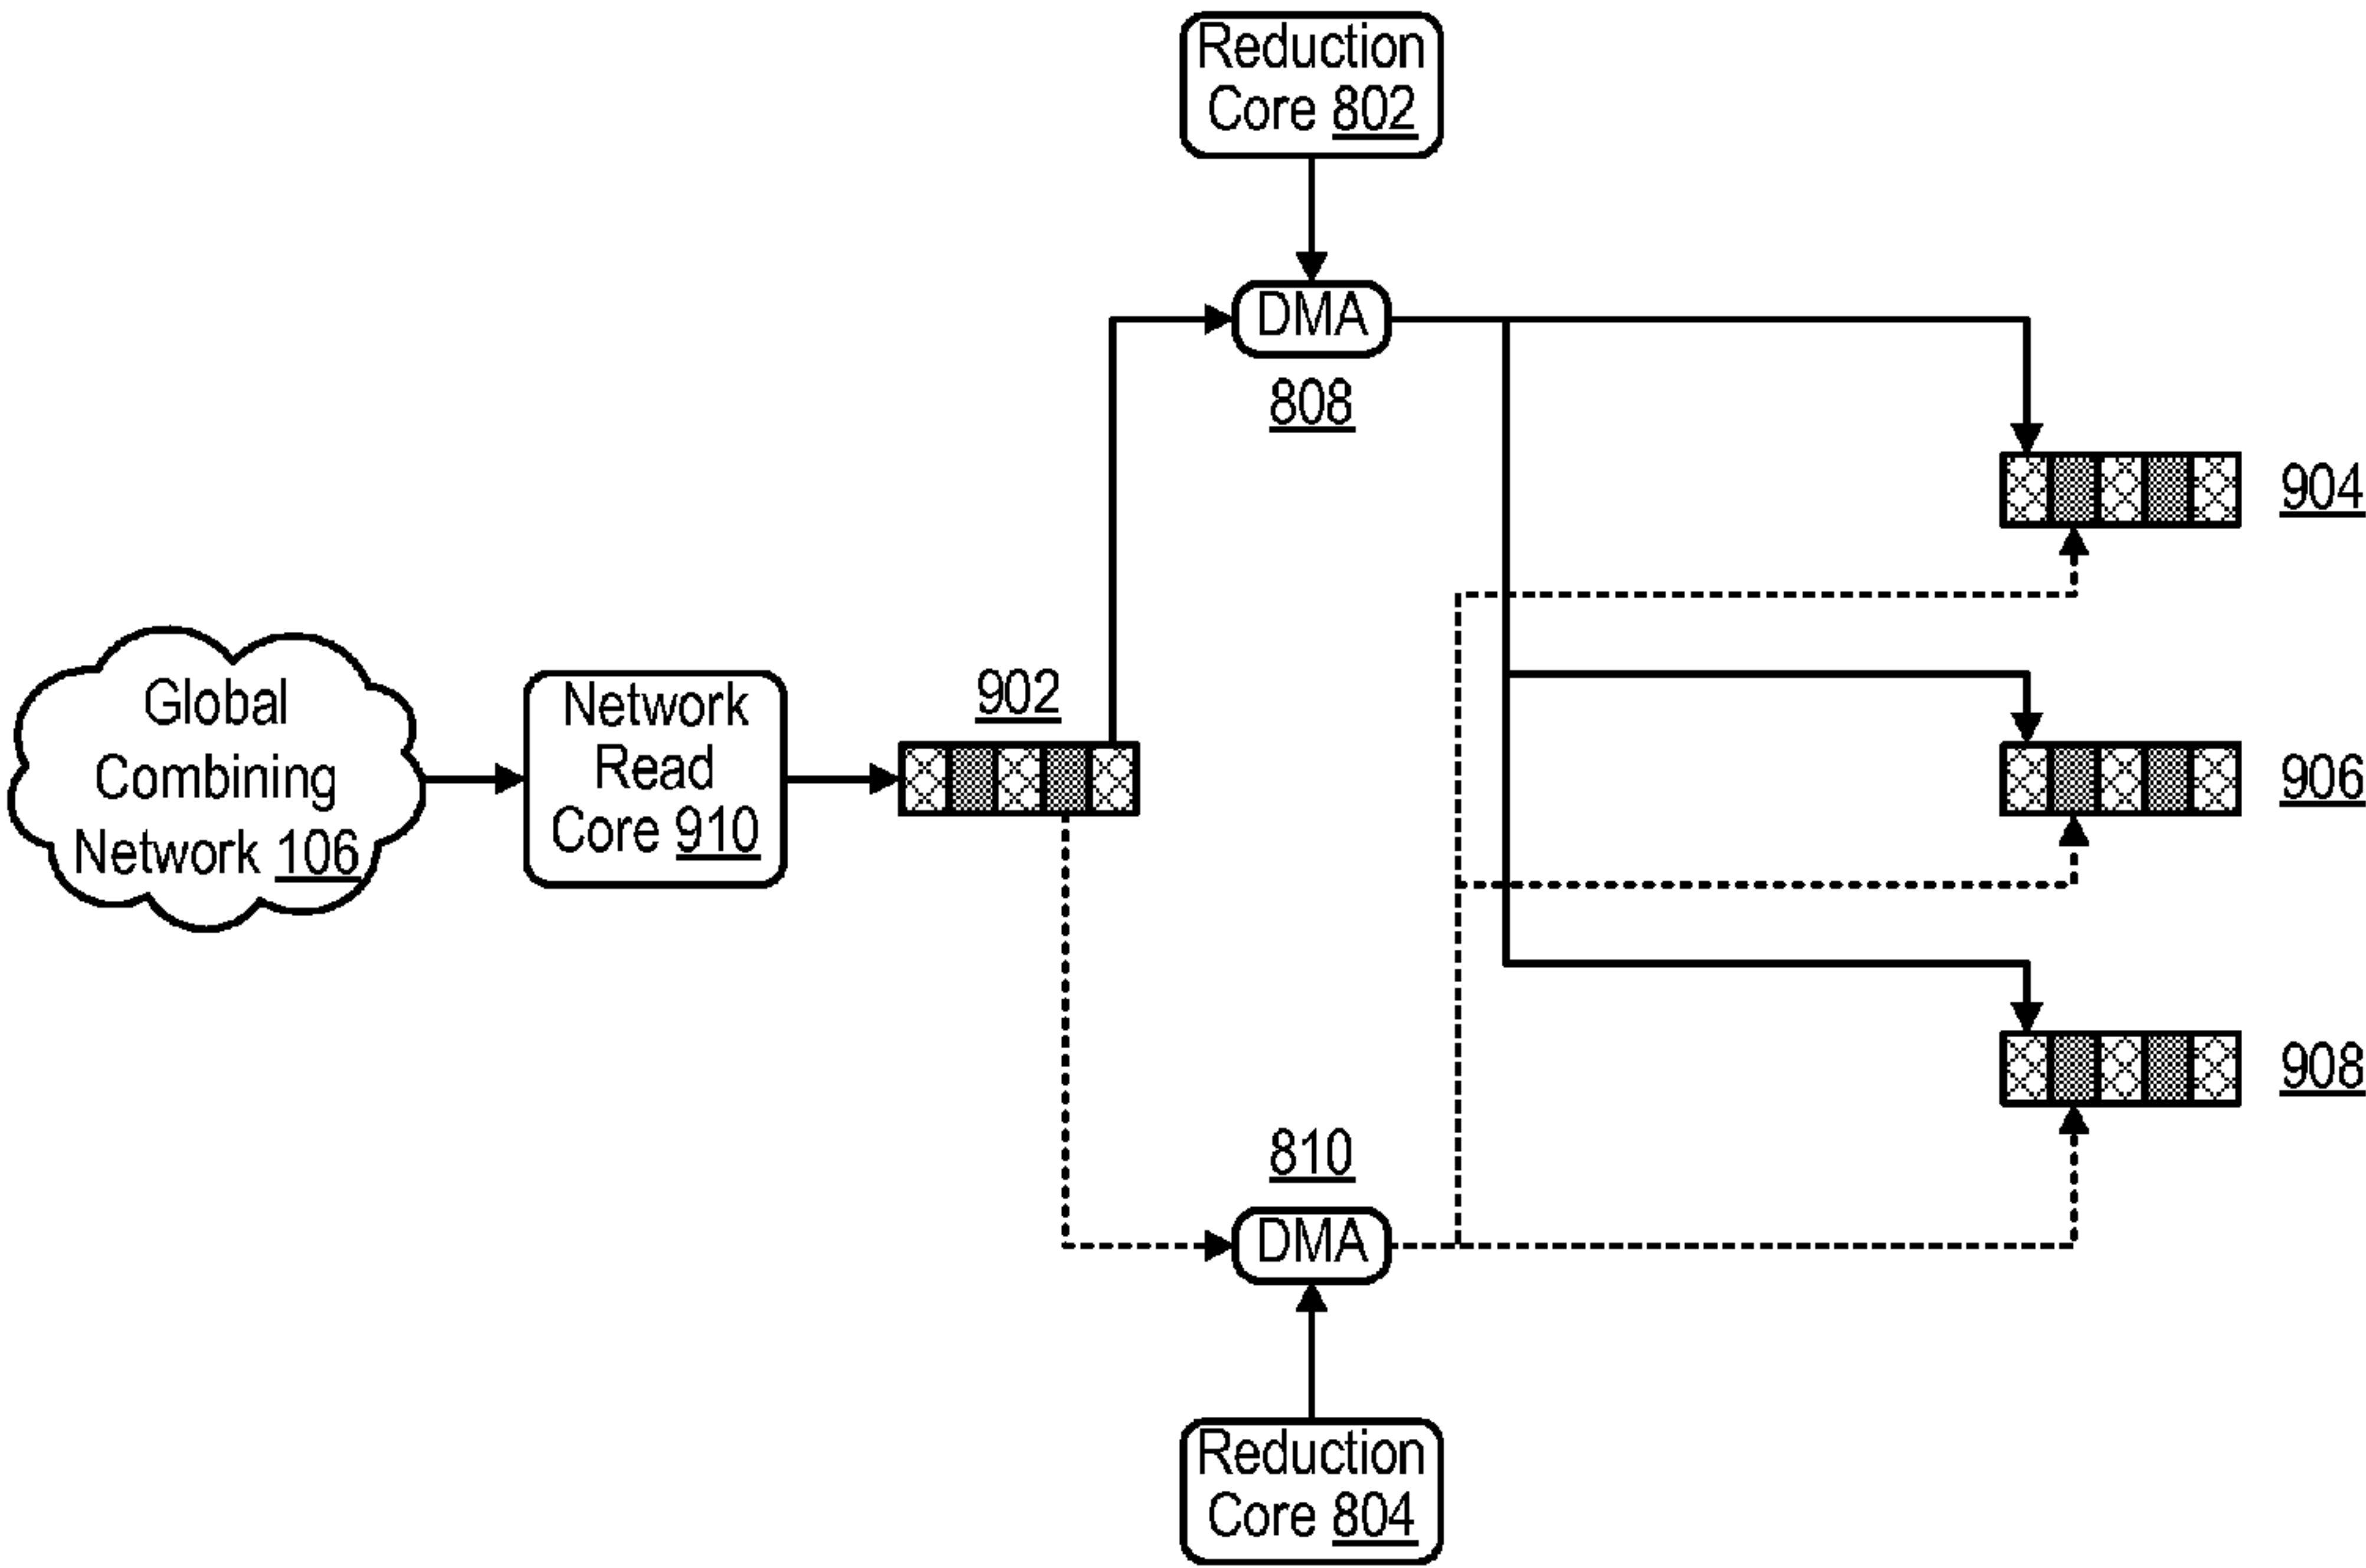 Reduction
Core 802
DMA
808
904
Global
Combining
Network 106
Network
Read
Core 910
902
906
908
810
DMA
Reduction
Core 804